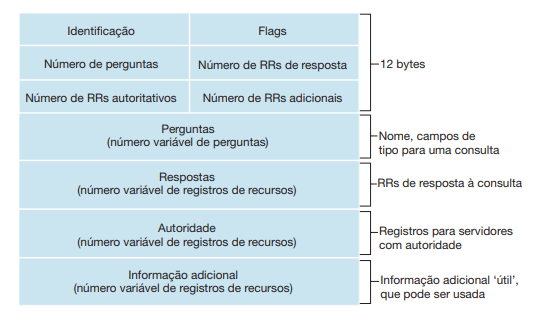 Identificação
Flags
Número de perguntas
Número de RRs de resposta
12 bytes
Número de RRs autoritativos
Número de RRs adicionais
Perguntas
(número variável de perguntas)
Nome, campos de
tipo para uma consulta
Respostas
(número variável de registros de recursos)
RRs de resposta à consulta
Autoridade
(número variável de registros de recursos)
Registros para servidores
com autoridade
Informação adicional
(número variável de registros de recursos)
Informação adicional ‘útil’,
que pode ser usada